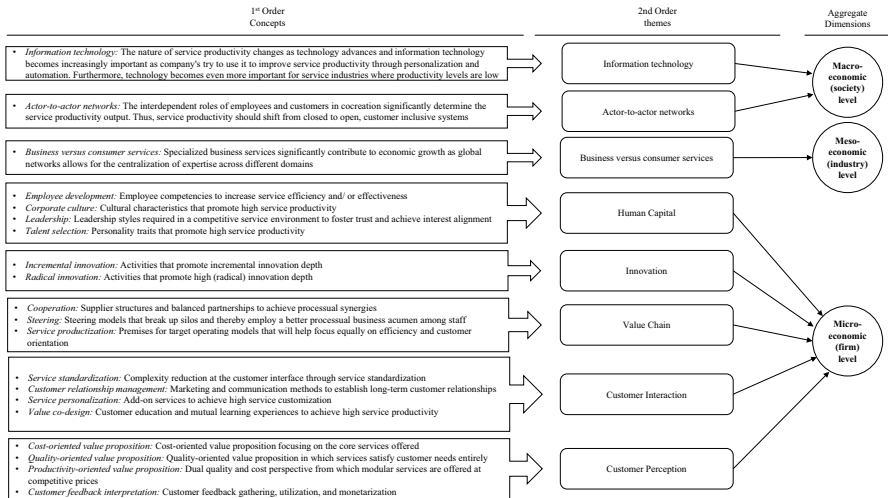 1st Order
Concepts
2nd Order
themes
Aggregate
Dimensions
• Information technology: The nature of service productivity changes as technology advances and information technology
becomes increasingly important as company's try to use it to improve service productivity through personalization and
automation. Furthermore, technology becomes even more important for service industries where productivity levels are low
Information technology
Macro-
economic
(society)
level
• Actor-to-actor networks: The interdependent roles of employees and customers in cocreation significantly determine the
service productivity output. Thus, service productivity should shift from closed to open, customer inclusive systems
Actor-to-actor networks
• Business versus consumer services: Specialized business services significantly contribute to economic growth as global
networks allows for the centralization of expertise across different domains
Business versus consumer services
Meso-
economic
(industry)
level
• Employee development: Employee competencies to increase service efficiency and/ or effectiveness
• Corporate culture: Cultural characteristics that promote high service productivity
• Leadership: Leadership styles required in a competitive service environment to foster trust and achieve interest alignment
• Talent selection: Personality traits that promote high service productivity
Human Capital
• Incremental innovation: Activities that promote incremental innovation depth
• Radical innovation: Activities that promote high (radical) innovation depth
Innovation
• Cooperation: Supplier structures and balanced partnerships to achieve processual synergies
• Steering: Steering models that break up silos and thereby employ a better processual business acumen among staff
• Service productization: Premises for target operating models that will help focus equally on efficiency and customer
orientation
Value Chain
Micro-
economic
(firm)
level
• Service standardization: Complexity reduction at the customer interface through service standardization
• Customer relationship management: Marketing and communication methods to establish long-term customer relationships
• Service personalization: Add-on services to achieve high service customization
• Value co-design: Customer education and mutual learning experiences to achieve high service productivity
Customer Interaction
• Cost-oriented value proposition: Cost-oriented value proposition focusing on the core services offered
• Quality-oriented value proposition: Quality-oriented value proposition in which services satisfy customer needs entirely
• Productivity-oriented value proposition: Dual quality and cost perspective from which modular services are offered at
competitive prices
• Customer feedback interpretation: Customer feedback gathering, utilization, and monetarization
Customer Perception